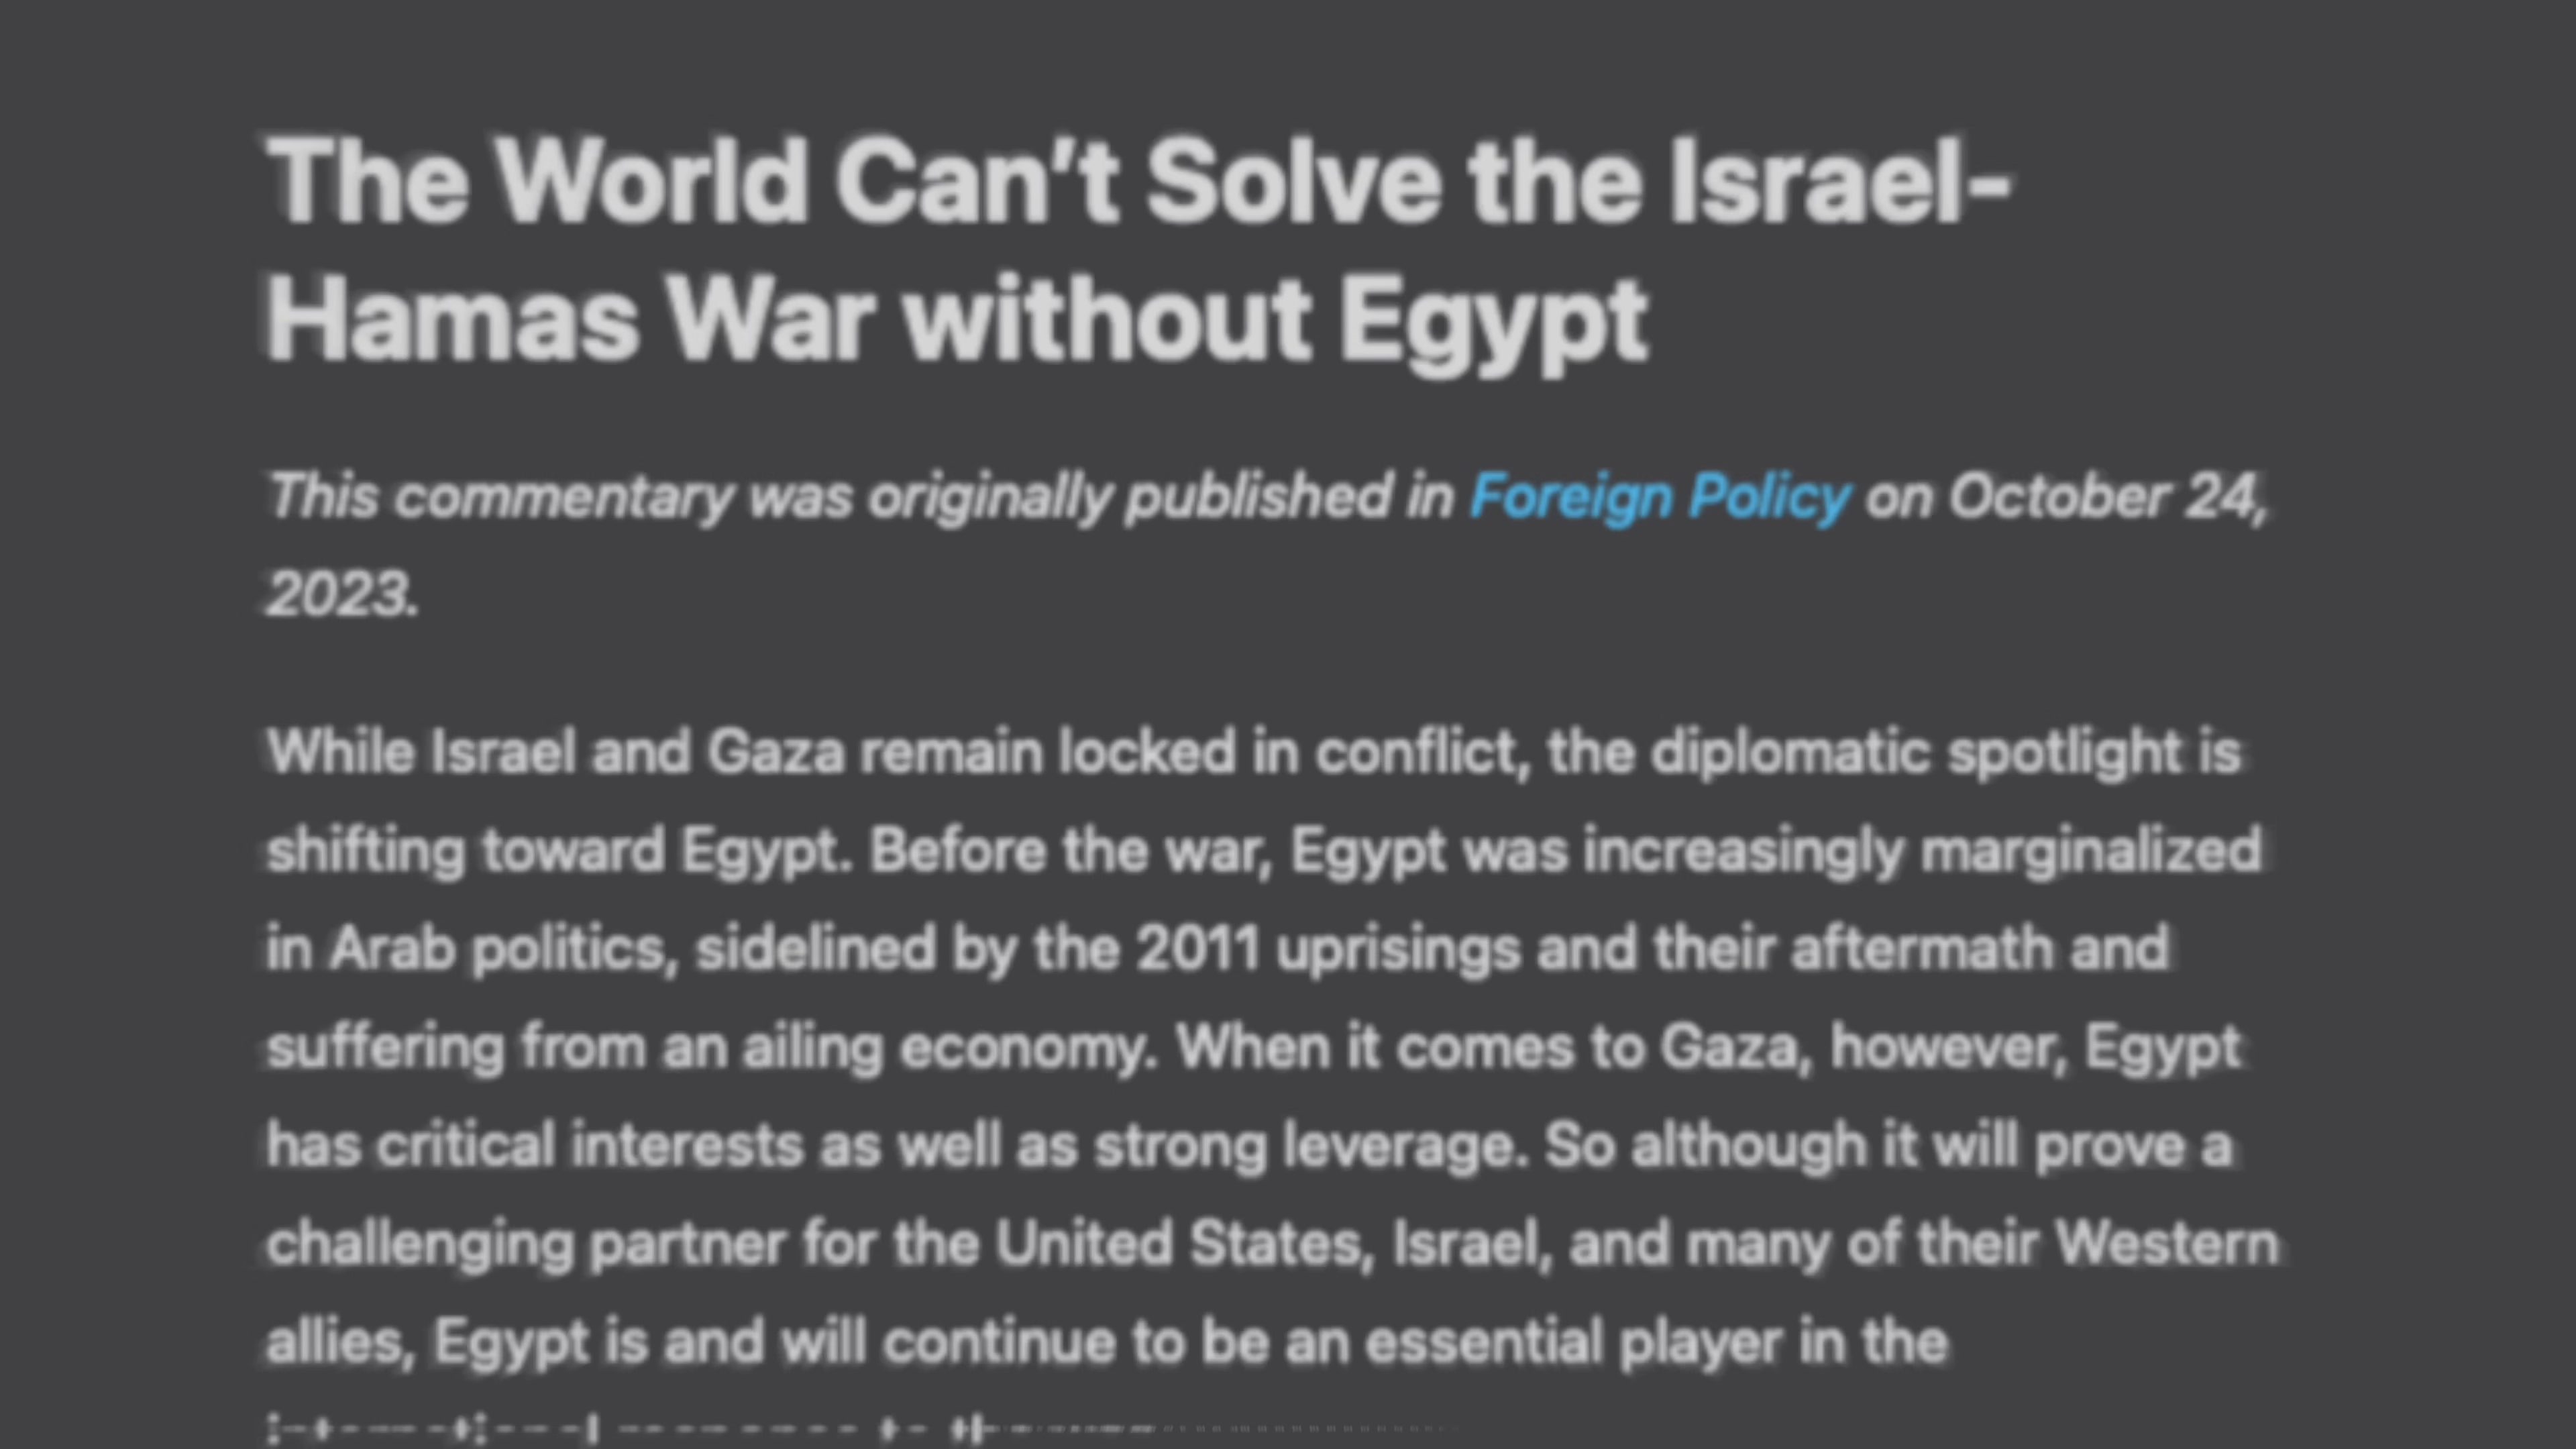 The World Can't Solve the Israel-
Hamas War without Egypt
This commentary was originally published in Foreign Policy on October 24,
2023.
While Israel and Gaza remain locked in conflict, the diplomatic spotlight is
shifting toward Egypt. Before the war, Egypt was increasingly marginalized
in Arab politics, sidelined by the 2011 uprisings and their aftermath and
suffering from an ailing economy. When it comes to Gaza, however, Egypt
has critical interests as well as strong leverage. So although it will prove a
challenging partner for the United States, Israel, and many of their Western
allies, Egypt is and will continue to be an essential player in the